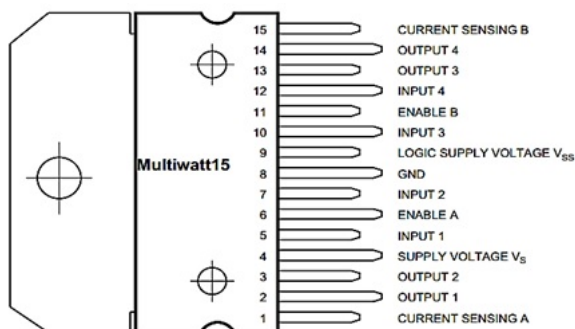 15 CURRENT SENSING B
14 OUTPUT 4
13 OUTPUT 3
12 INPUT 4
11 ENABLE B
10 INPUT 3
9 LOGIC SUPPLY VOLTAGE VSS
Multiwatt15
8 GND
7 INPUT 2
6 ENABLE A
5 INPUT 1
4 SUPPLY VOLTAGE VS
3 OUTPUT 2
2 OUTPUT 1
1 CURRENT SENSING A